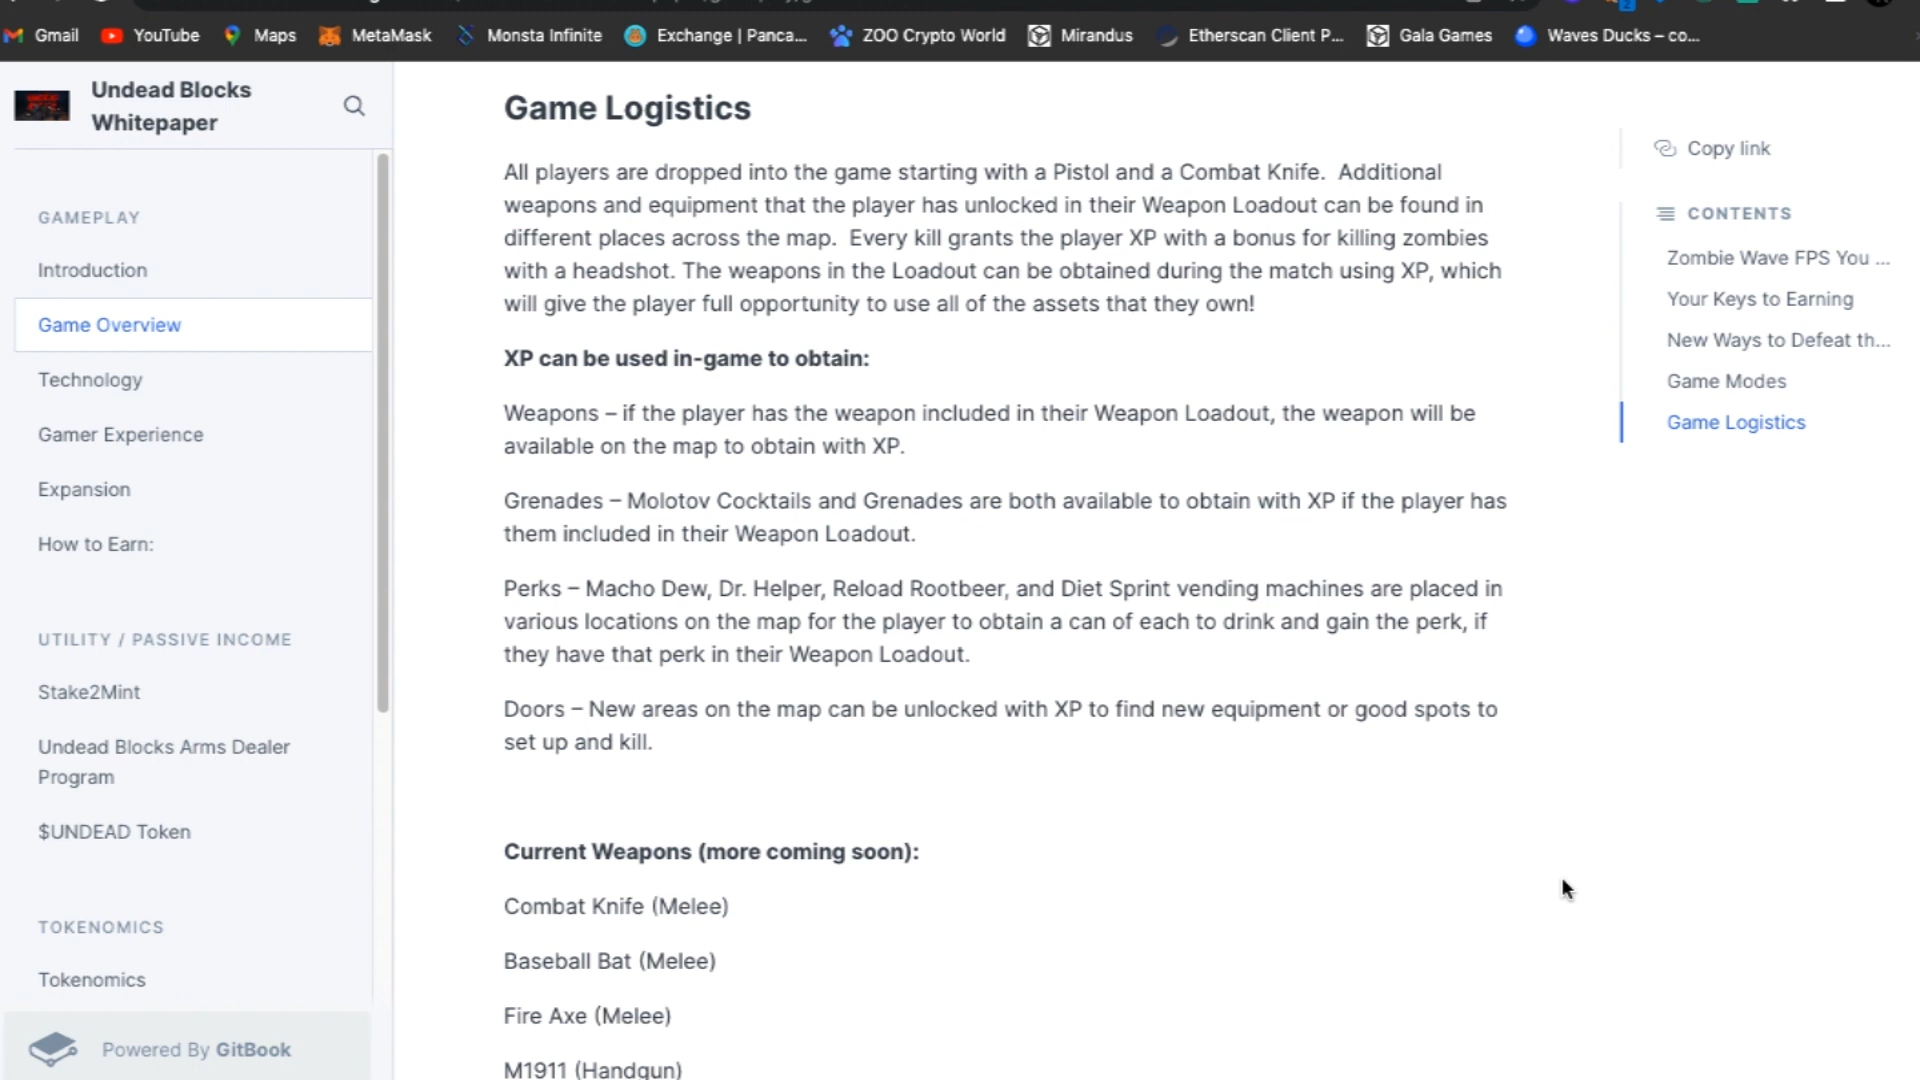 Gmail YouTube Maps MetaMask Monsta Infinite Exchange | Panca... ZOO Crypto World Mirandus Etherscan Client P... Gala Games Waves Ducks – co...
Undead Blocks
Whitepaper
GAMEPLAY
Introduction
Game Overview
Technology
Gamer Experience
Expansion
How to Earn:
UTILITY / PASSIVE INCOME
Stake2Mint
Undead Blocks Arms Dealer
Program
$UNDEAD Token
TOKENOMICS
Tokenomics
Powered By GitBook
Game Logistics
All players are dropped into the game starting with a Pistol and a Combat Knife. Additional
weapons and equipment that the player has unlocked in their Weapon Loadout can be found in
different places across the map. Every kill grants the player XP with a bonus for killing zombies
with a headshot. The weapons in the Loadout can be obtained during the match using XP, which
will give the player full opportunity to use all of the assets that they own!
XP can be used in-game to obtain:
Weapons – if the player has the weapon included in their Weapon Loadout, the weapon will be
available on the map to obtain with XP.
Grenades – Molotov Cocktails and Grenades are both available to obtain with XP if the player has
them included in their Weapon Loadout.
Perks – Macho Dew, Dr. Helper, Reload Rootbeer, and Diet Sprint vending machines are placed in
various locations on the map for the player to obtain a can of each to drink and gain the perk, if
they have that perk in their Weapon Loadout.
Doors – New areas on the map can be unlocked with XP to find new equipment or good spots to
set up and kill.
Current Weapons (more coming soon):
Combat Knife (Melee)
Baseball Bat (Melee)
Fire Axe (Melee)
M1911 (Handgun)
Copy link
CONTENTS
Zombie Wave FPS You ...
Your Keys to Earning
New Ways to Defeat th...
Game Modes
Game Logistics